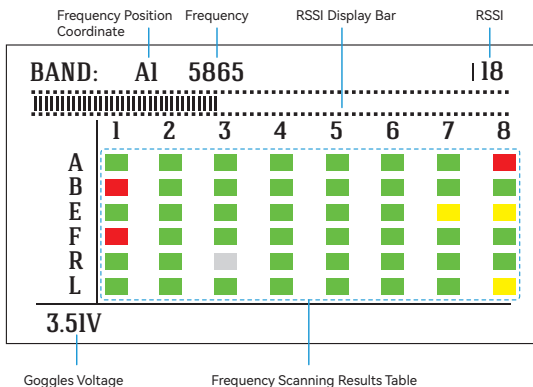 Frequency Position Coordinate
Frequency
RSSI Display Bar
RSSI
BAND: A1 5865 118
1 2 3 4 5 6 7 8
A
B
E
F
R
L
3.51V
Goggles Voltage
Frequency Scanning Results Table